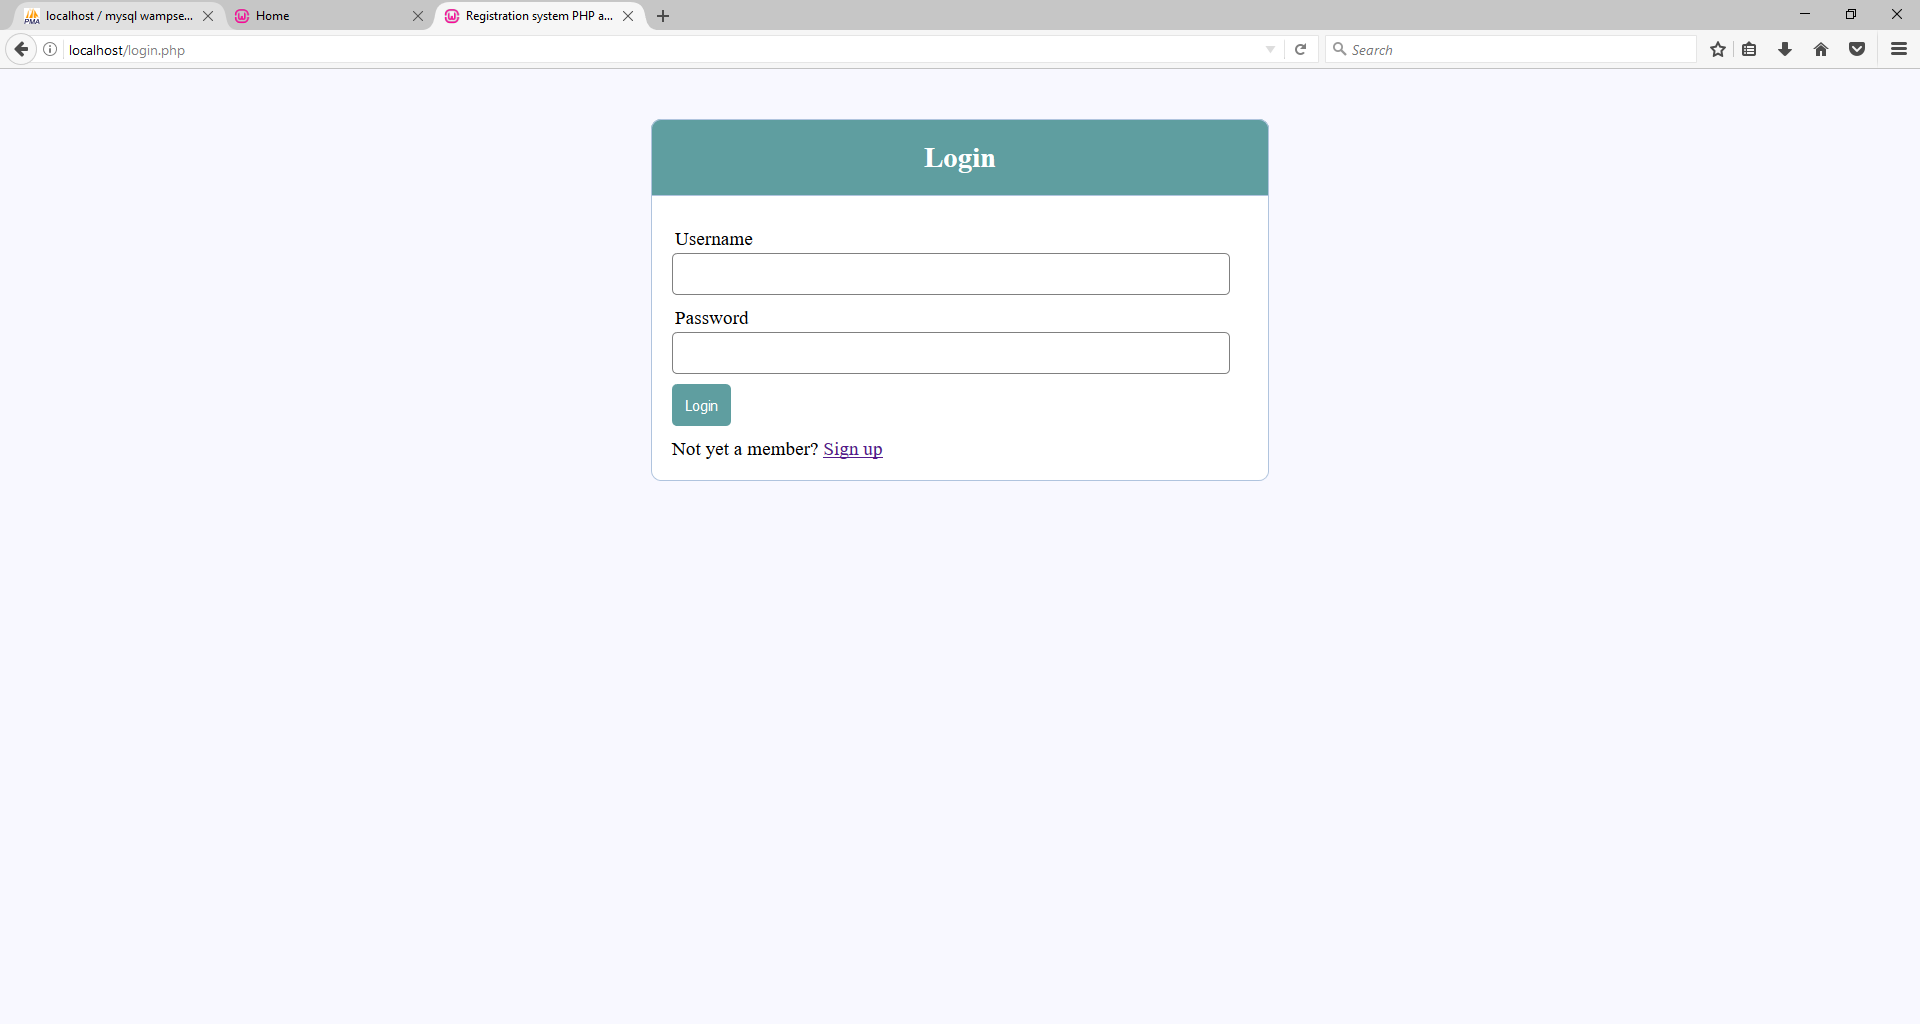 localhost / mysql wampse...
Home
Registration system PHP a...
localhost/login.php
Search
PMA
Login
Username
Password
Login
Not yet a member? Sign up